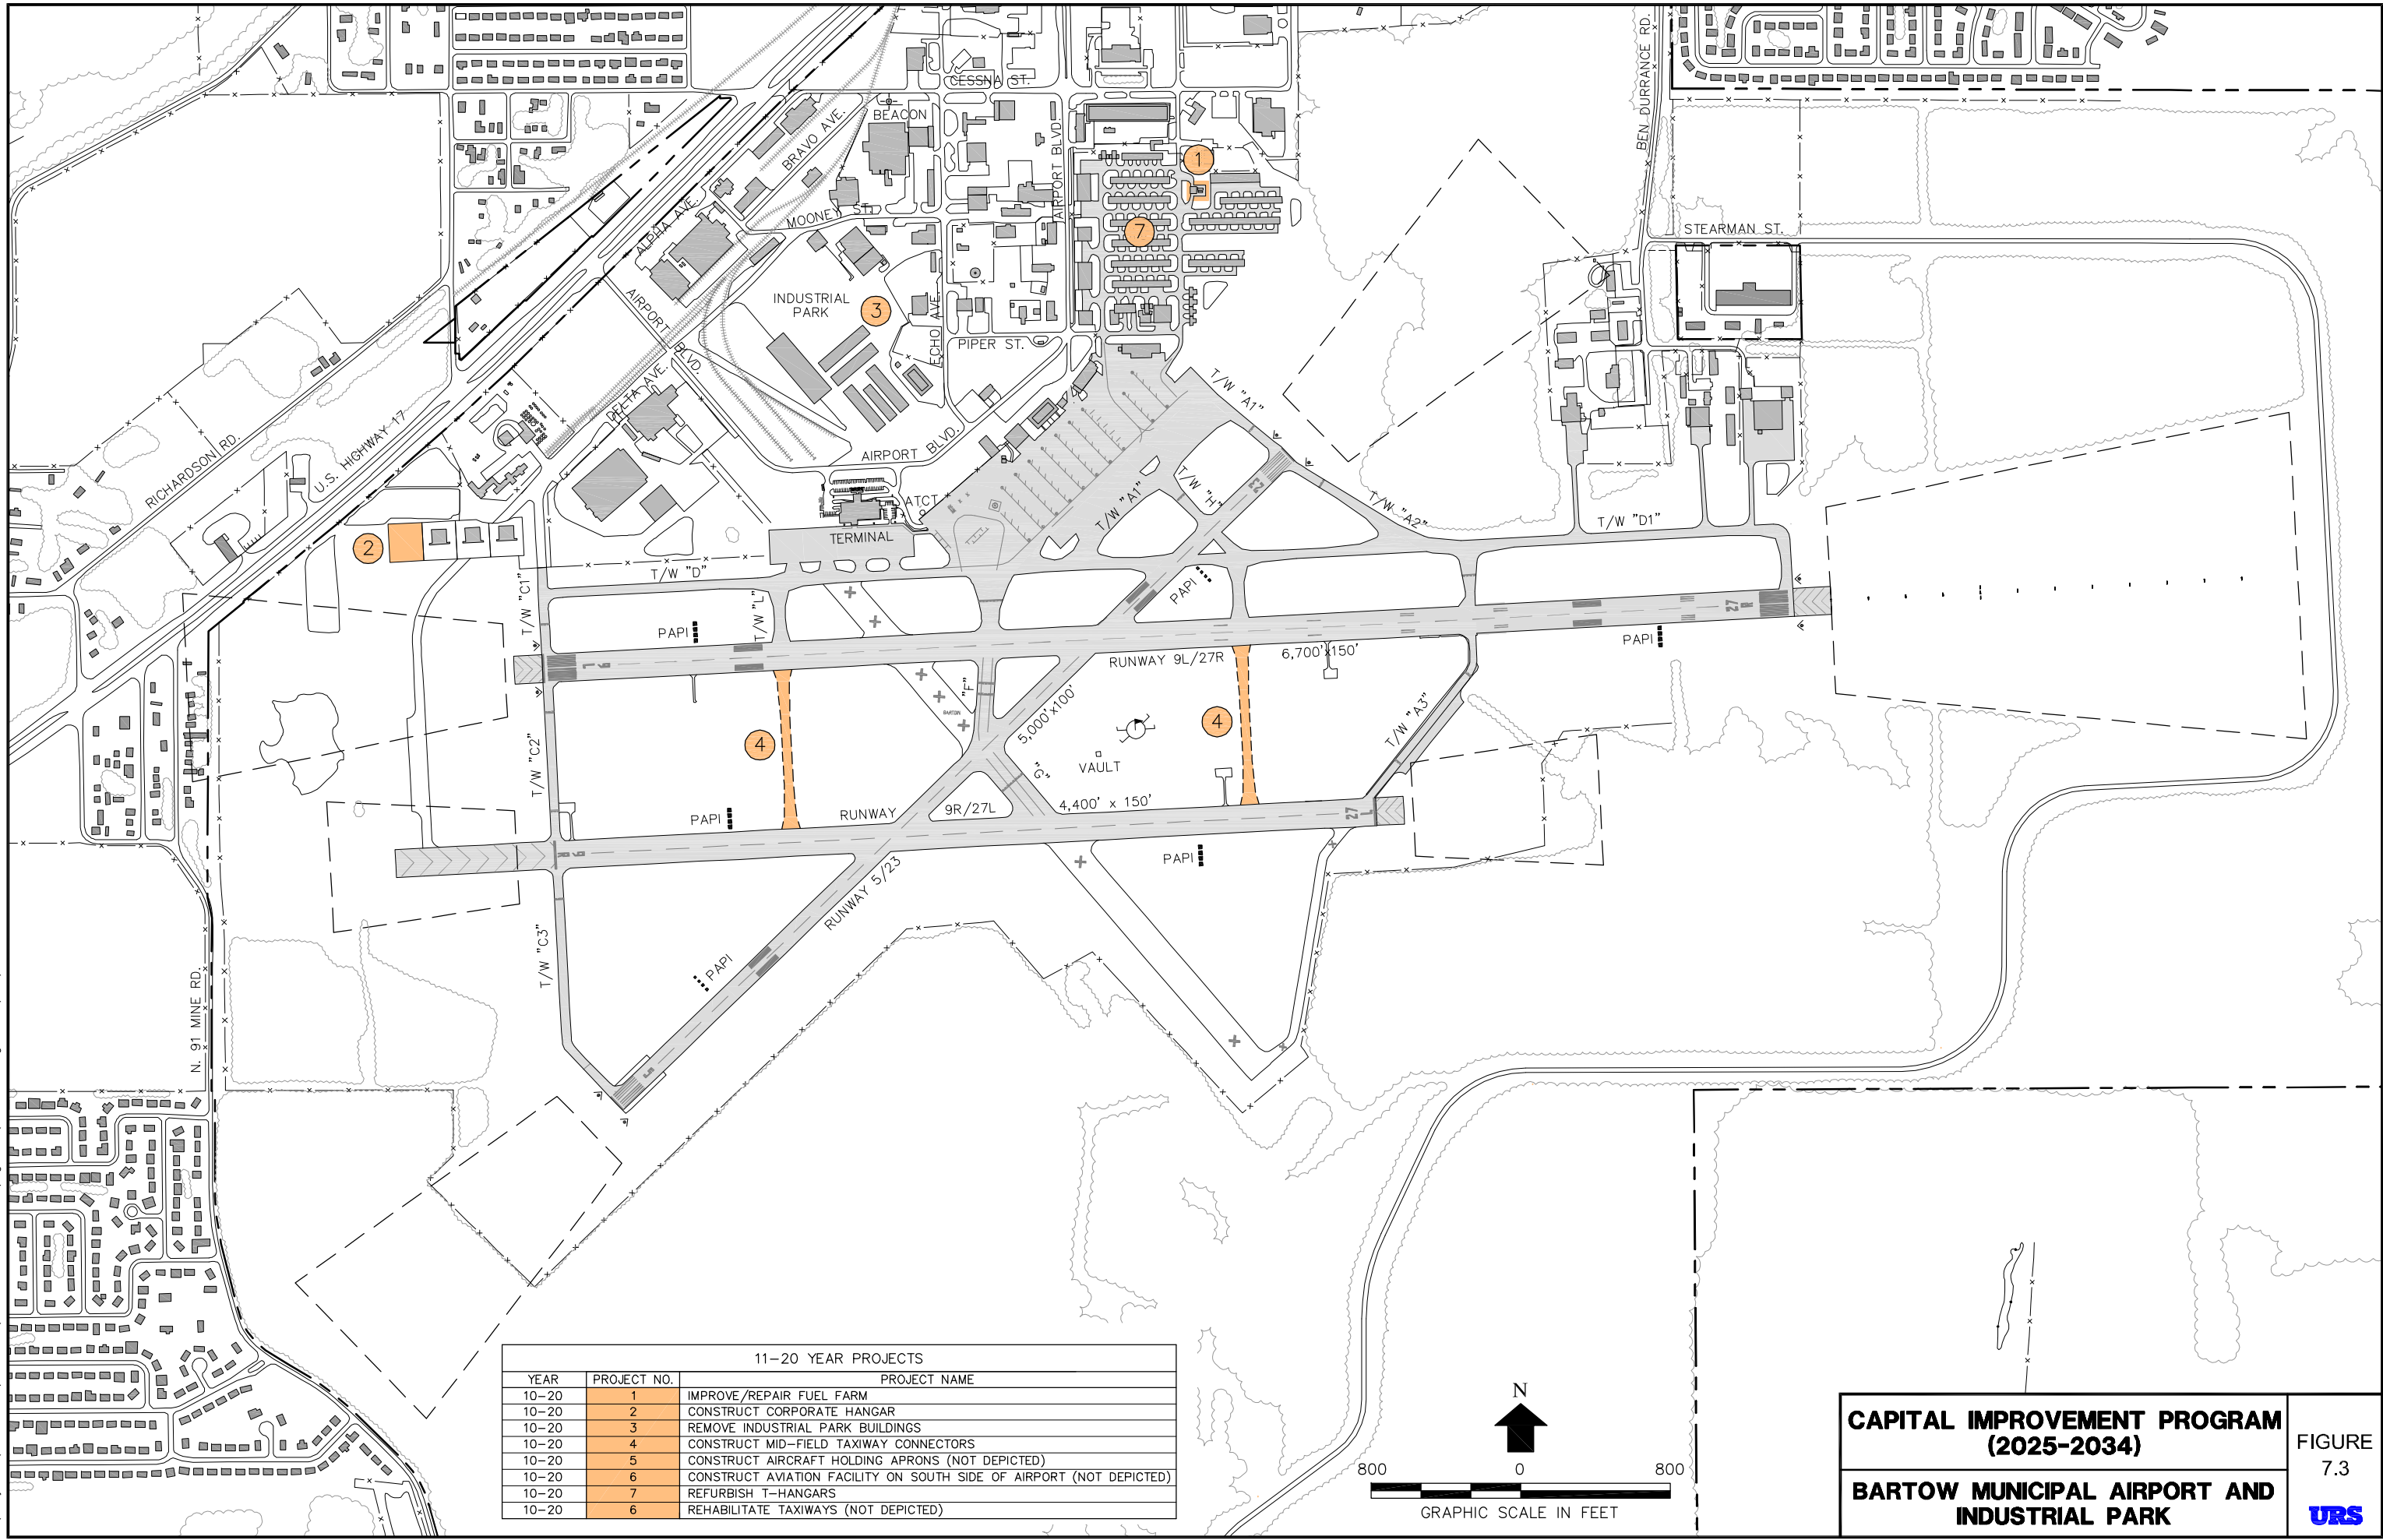 CESSNA ST.
BEACON
BRAVO AVE.
AIRPORT BLVD.
BEN DURRANCE RD.
1
ALPHA AVE.
MOONEY ST.
7
STEARMAN ST.
INDUSTRIAL
PARK
3
AIRPORT BLVD.
ECHO AVE.
PIPER ST.
DELTA AVE.
T/W "A1"
RICHARDSON RD.
U.S. HIGHWAY 17
AIRPORT BLVD.
ATCT
T/W "H"
23
T/W "A1"
T/W "A2"
T/W "D1"
2
TERMINAL
T/W "D"
T/W "C1"
T/W "L"
PAPI
PAPI
27
R
PAPI
9
L
RUNWAY 9L/27R
6,700'x150'
"F"
BARTOW
5,000'x100'
4
4
T/W "A3"
T/W "C2"
"G"
VAULT
PAPI
RUNWAY
9R/27L
4,400' x 150'
27
L
9
R
PAPI
RUNWAY 5/23
T/W "C3"
PAPI
N. 91 MINE RD.
5
11-20 YEAR PROJECTS
YEAR PROJECT NO. PROJECT NAME
10-20 1 IMPROVE/REPAIR FUEL FARM
10-20 2 CONSTRUCT CORPORATE HANGAR
10-20 3 REMOVE INDUSTRIAL PARK BUILDINGS
10-20 4 CONSTRUCT MID-FIELD TAXIWAY CONNECTORS
10-20 5 CONSTRUCT AIRCRAFT HOLDING APRONS (NOT DEPICTED)
10-20 6 CONSTRUCT AVIATION FACILITY ON SOUTH SIDE OF AIRPORT (NOT DEPICTED)
10-20 7 REFURBISH T-HANGARS
10-20 6 REHABILITATE TAXIWAYS (NOT DEPICTED)
N
800 0 800
GRAPHIC SCALE IN FEET
CAPITAL IMPROVEMENT PROGRAM
(2025-2034)
BARTOW MUNICIPAL AIRPORT AND
INDUSTRIAL PARK
FIGURE
7.3
URS